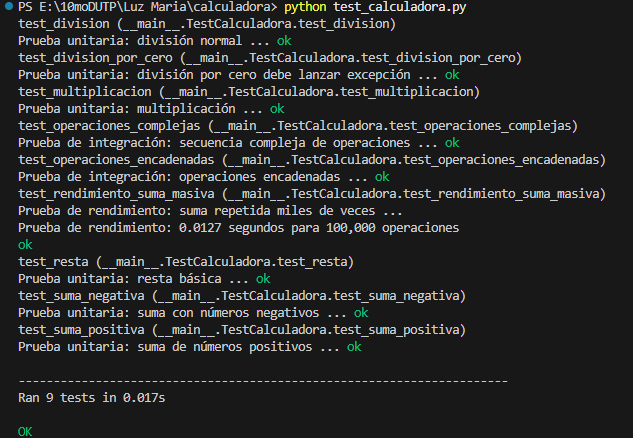 PS E:\10moDUTP\Luz Maria\calculadora> python test_calculadora.py
test_division (__main__.TestCalculadora.test_division)
Prueba unitaria: división normal ... ok
test_division_por_cero (__main__.TestCalculadora.test_division_por_cero)
Prueba unitaria: división por cero debe lanzar excepción ... ok
test_multiplicacion (__main__.TestCalculadora.test_multiplicacion)
Prueba unitaria: multiplicación ... ok
test_operaciones_complejas (__main__.TestCalculadora.test_operaciones_complejas)
Prueba de integración: secuencia compleja de operaciones ... ok
test_operaciones_encadenadas (__main__.TestCalculadora.test_operaciones_encadenadas)
Prueba de integración: operaciones encadenadas ... ok
test_rendimiento_suma_masiva (__main__.TestCalculadora.test_rendimiento_suma_masiva)
Prueba de rendimiento: suma repetida miles de veces ...
Prueba de rendimiento: 0.0127 segundos para 100,000 operaciones
ok
test_resta (__main__.TestCalculadora.test_resta)
Prueba unitaria: resta básica ... ok
test_suma_negativa (__main__.TestCalculadora.test_suma_negativa)
Prueba unitaria: suma con números negativos ... ok
test_suma_positiva (__main__.TestCalculadora.test_suma_positiva)
Prueba unitaria: suma de números positivos ... ok
----------------------------------------------------------------------
Ran 9 tests in 0.017s
OK